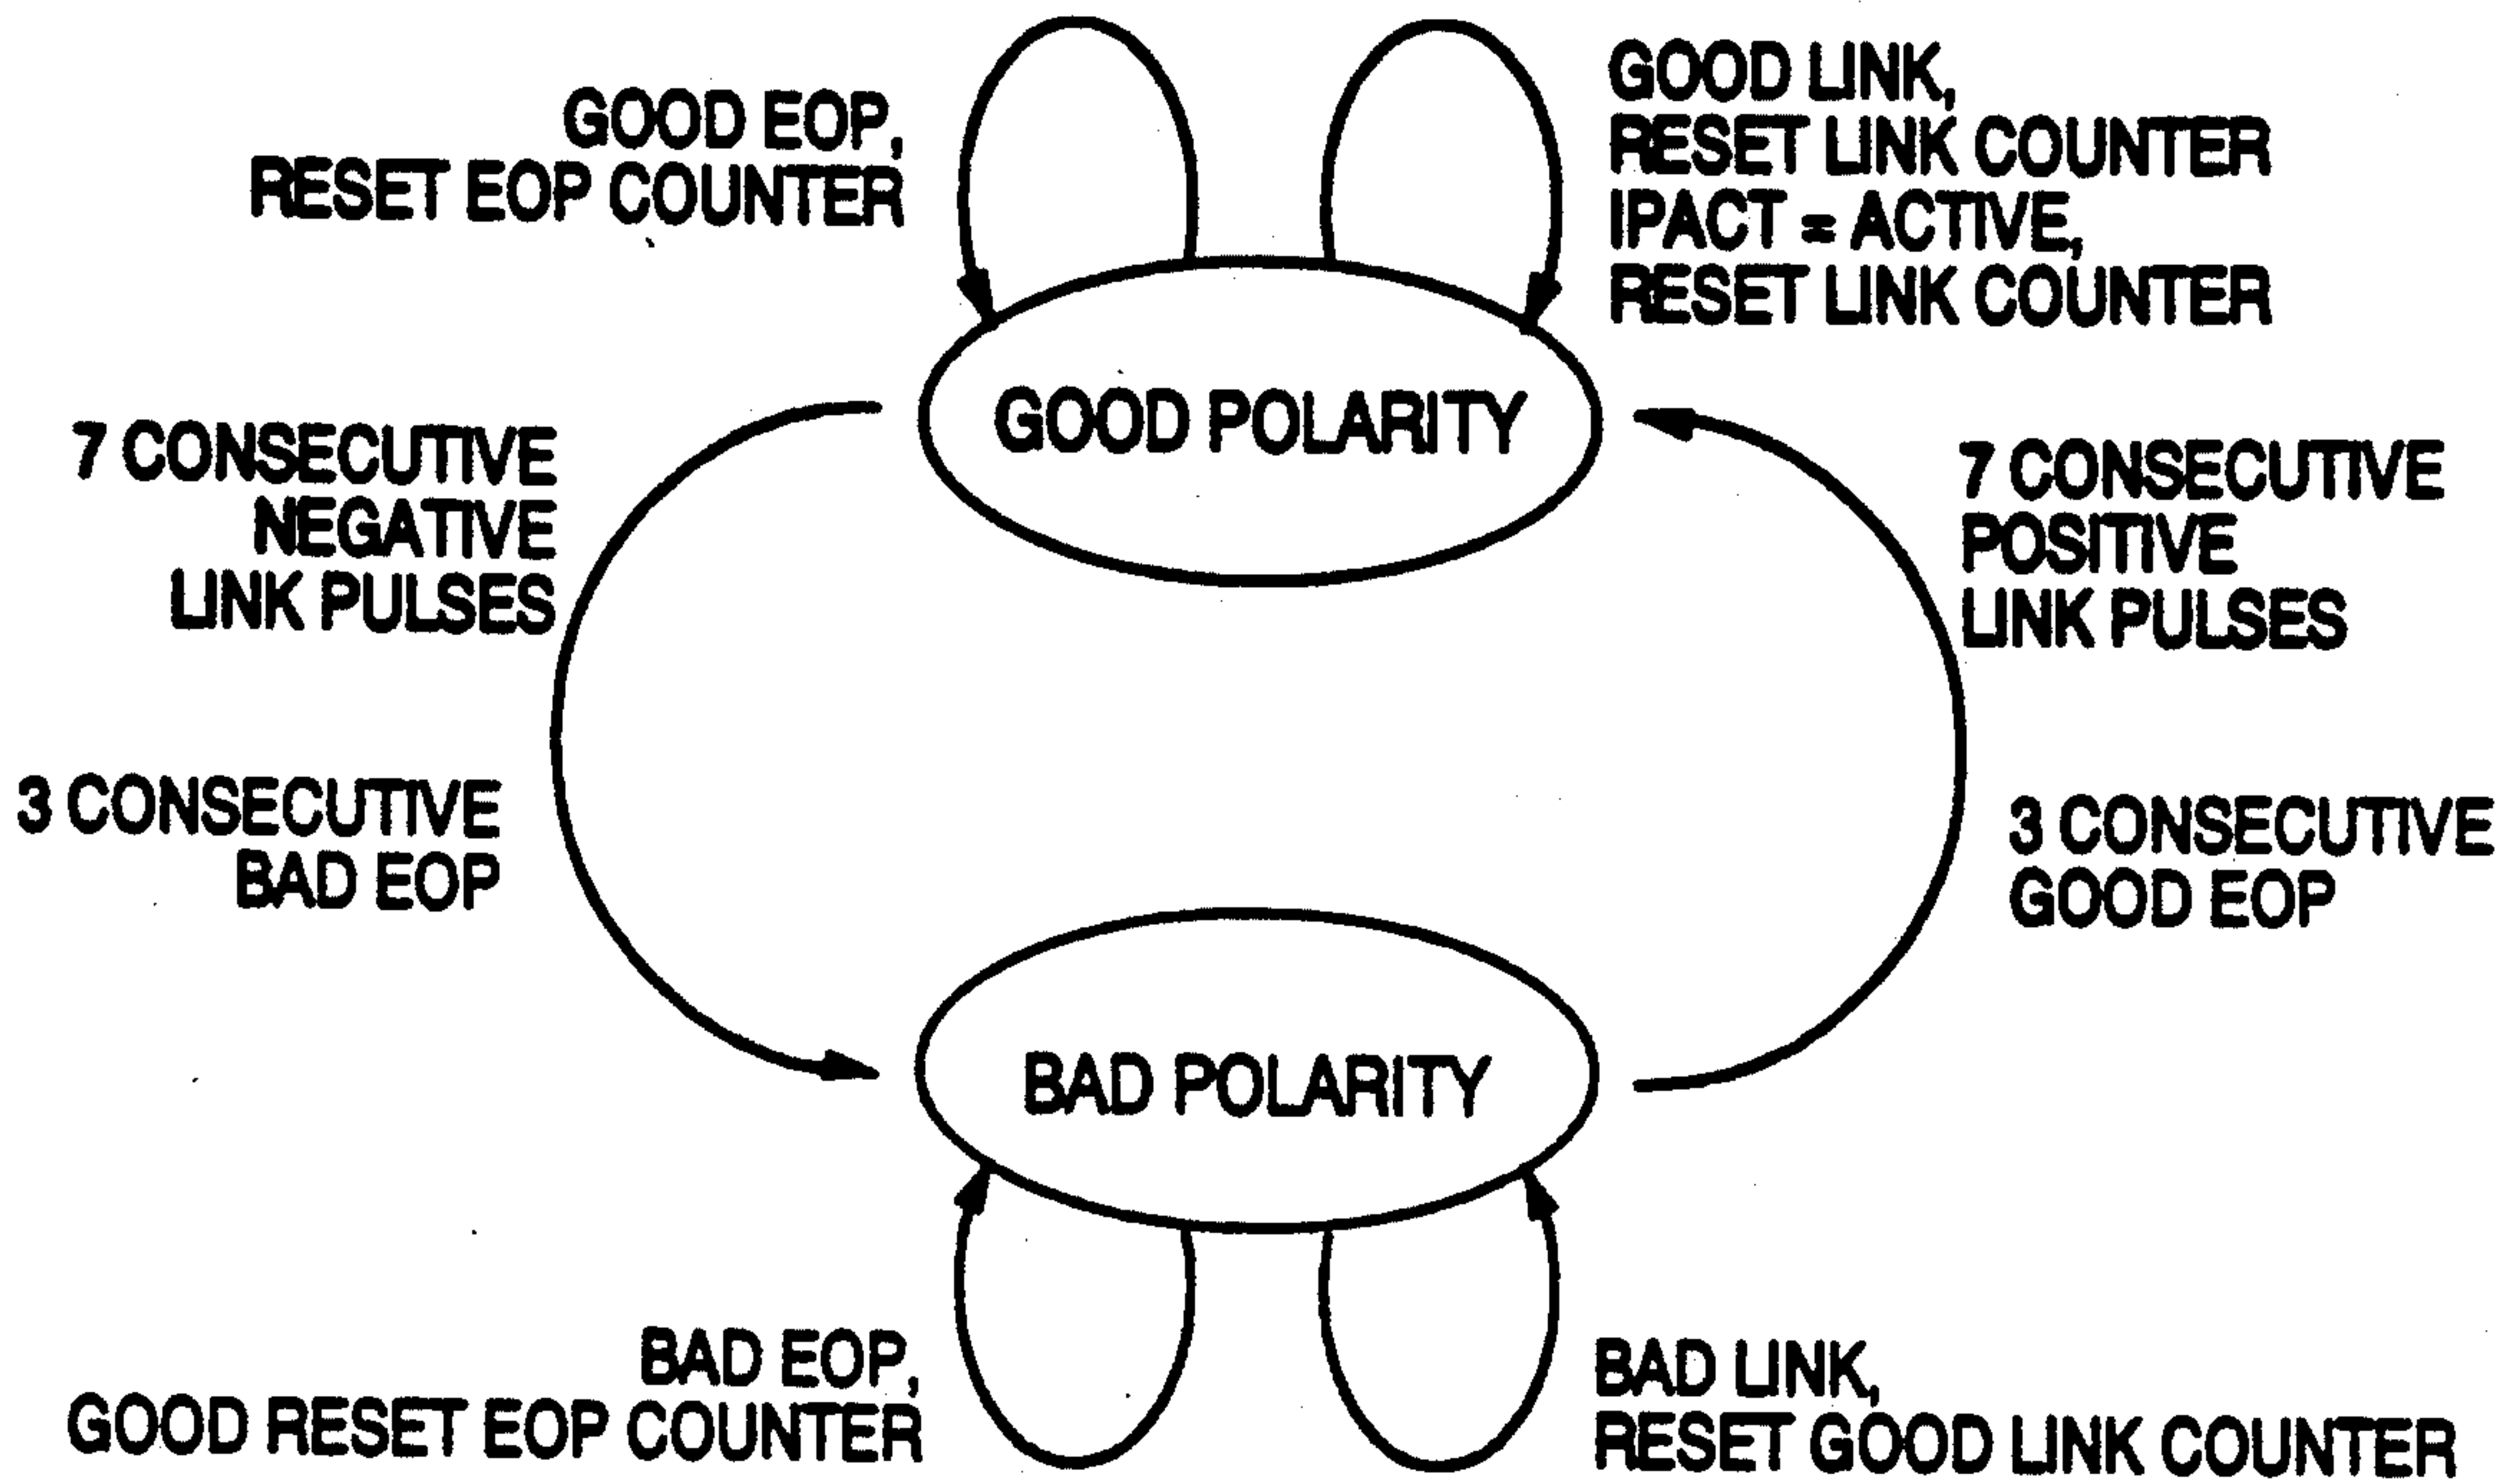 GOOD EOP,
RESET EOP COUNTER
GOOD LINK,
RESET LINK COUNTER
IPACT = ACTIVE,
RESET LINK COUNTER
GOOD POLARITY
7 CONSECUTIVE
NEGATIVE
LINK PULSES
7 CONSECUTIVE
POSITIVE
LINK PULSES
3 CONSECUTIVE
BAD EOP
3 CONSECUTIVE
GOOD EOP
BAD POLARITY
BAD EOP,
GOOD RESET EOP COUNTER
BAD LINK,
RESET GOOD LINK COUNTER